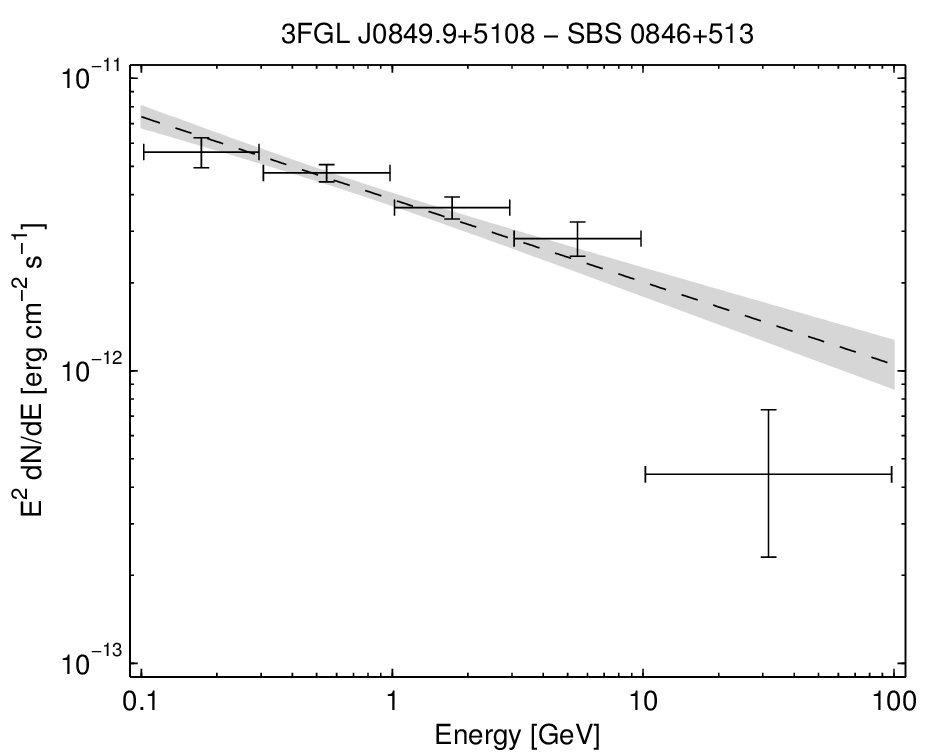 3FGL J0849.9+5108 − SBS 0846+513
10⁻¹¹
10⁻¹²
10⁻¹³
E² dN/dE [erg cm⁻² s⁻¹]
0.1 1 10 100
Energy [GeV]